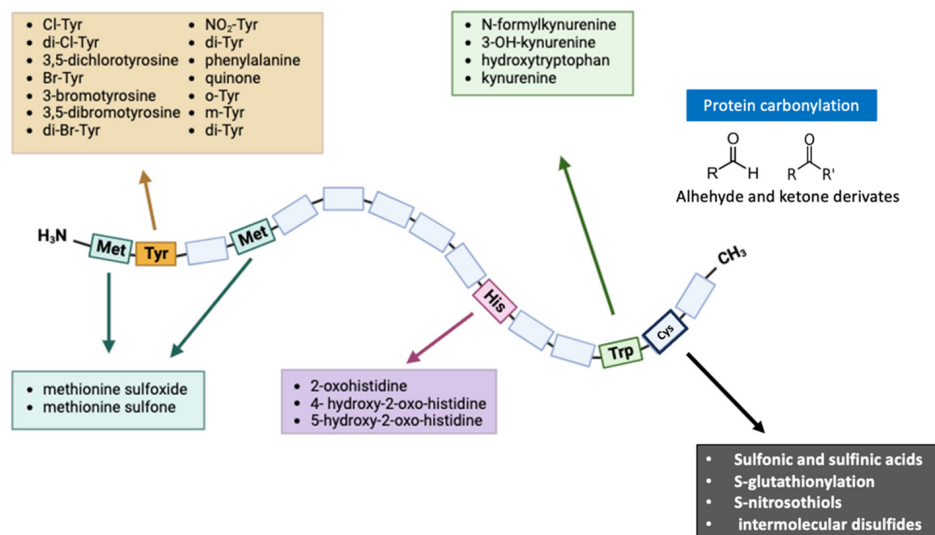 • Cl-Tyr
• di-Cl-Tyr
• 3,5-dichlorotyrosine
• Br-Tyr
• 3-bromotyrosine
• 3,5-dibromotyrosine
• di-Br-Tyr
• NO₂-Tyr
• di-Tyr
• phenylalanine
• quinone
• o-Tyr
• m-Tyr
• di-Tyr
• N-formylkynurenine
• 3-OH-kynurenine
• hydroxytryptophan
• kynurenine
Protein carbonylation
O
R
H
O
R
R'
Alhehyde and ketone derivates
H₃N
Met
Tyr
Met
His
Trp
Cys
CH₃
• methionine sulfoxide
• methionine sulfone
• 2-oxohistidine
• 4- hydroxy-2-oxo-histidine
• 5-hydroxy-2-oxo-histidine
• Sulfonic and sulfinic acids
• S-glutathionylation
• S-nitrosothiols
• intermolecular disulfides